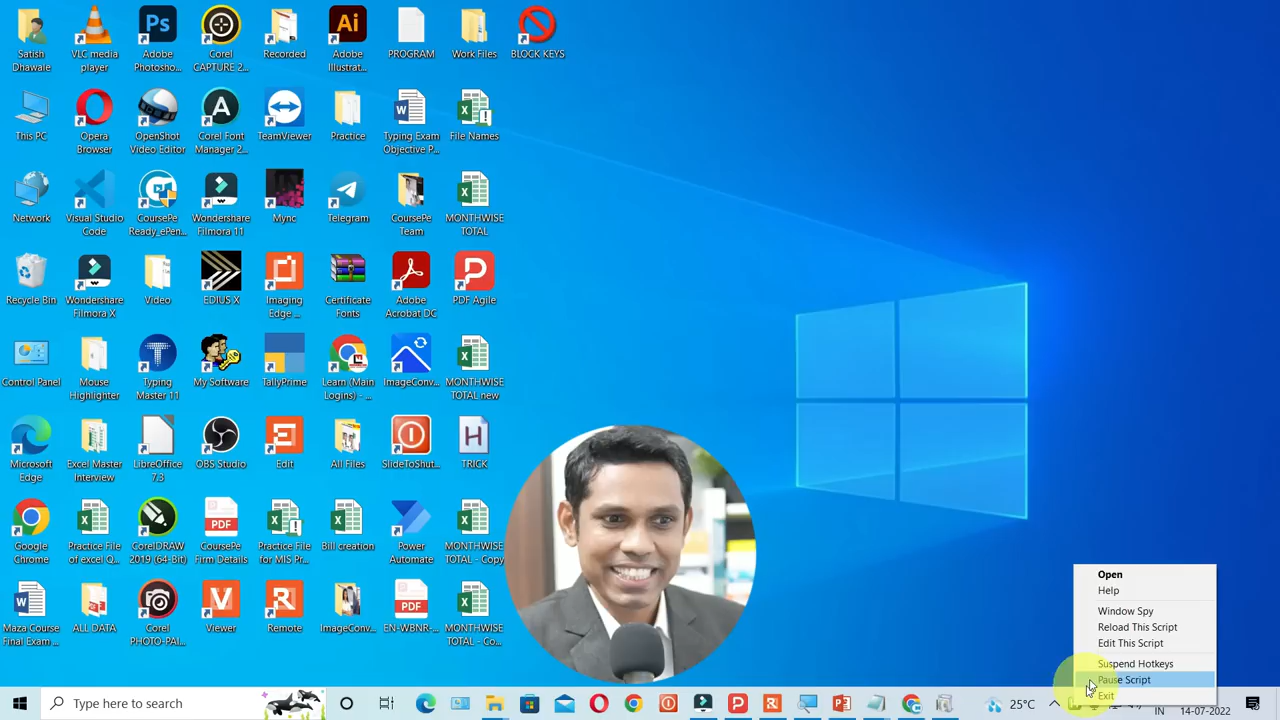 Satish
Dhawale
VLC media
player
Adobe
Photosho...
Corel
CAPTURE 2...
Recorded
Adobe
Illustrat...
PROGRAM
Work Files
BLOCK KEYS
This PC
Opera
Browser
OpenShot
Video Editor
Corel Font
Manager 2...
TeamViewer
Practice
Typing Exam
Objective P...
File Names
Network
Visual Studio
Code
CoursePe
Ready_ePen...
Wondershare
Filmora 11
Mync
Telegram
CoursePe
Team
MONTHWISE
TOTAL
Recycle Bin
Wondershare
Filmora X
Video
EDIUS X
Imaging
Edge ...
Certificate
Fonts
Adobe
Acrobat DC
PDF Agile
Control Panel
Mouse
Highlighter
Typing
Master 11
My Software
TallyPrime
Learn (Main
Logins) - ...
ImageConv...
MONTHWISE
TOTAL new
Microsoft
Edge
Excel Master
Interview
LibreOffice
7.3
OBS Studio
Edit
All Files
SlideToShut...
TRICK
Google
Chrome
Practice File
of excel Q...
CorelDRAW
2019 (64-Bit)
CoursePe
Firm Details
Practice File
for MIS Pr...
Bill creation
Power
Automate
MONTHWISE
TOTAL - Copy
Maza Course
Final Exam ...
ALL DATA
Corel
PHOTO-PAI...
Viewer
Remote
ImageConv...
EN-WBNR-...
MONTHWISE
TOTAL - Co...
Open
Help
Window Spy
Reload This Script
Edit This Script
Suspend Hotkeys
Pause Script
Exit
Type here to search
25°C
IN
14-07-2022